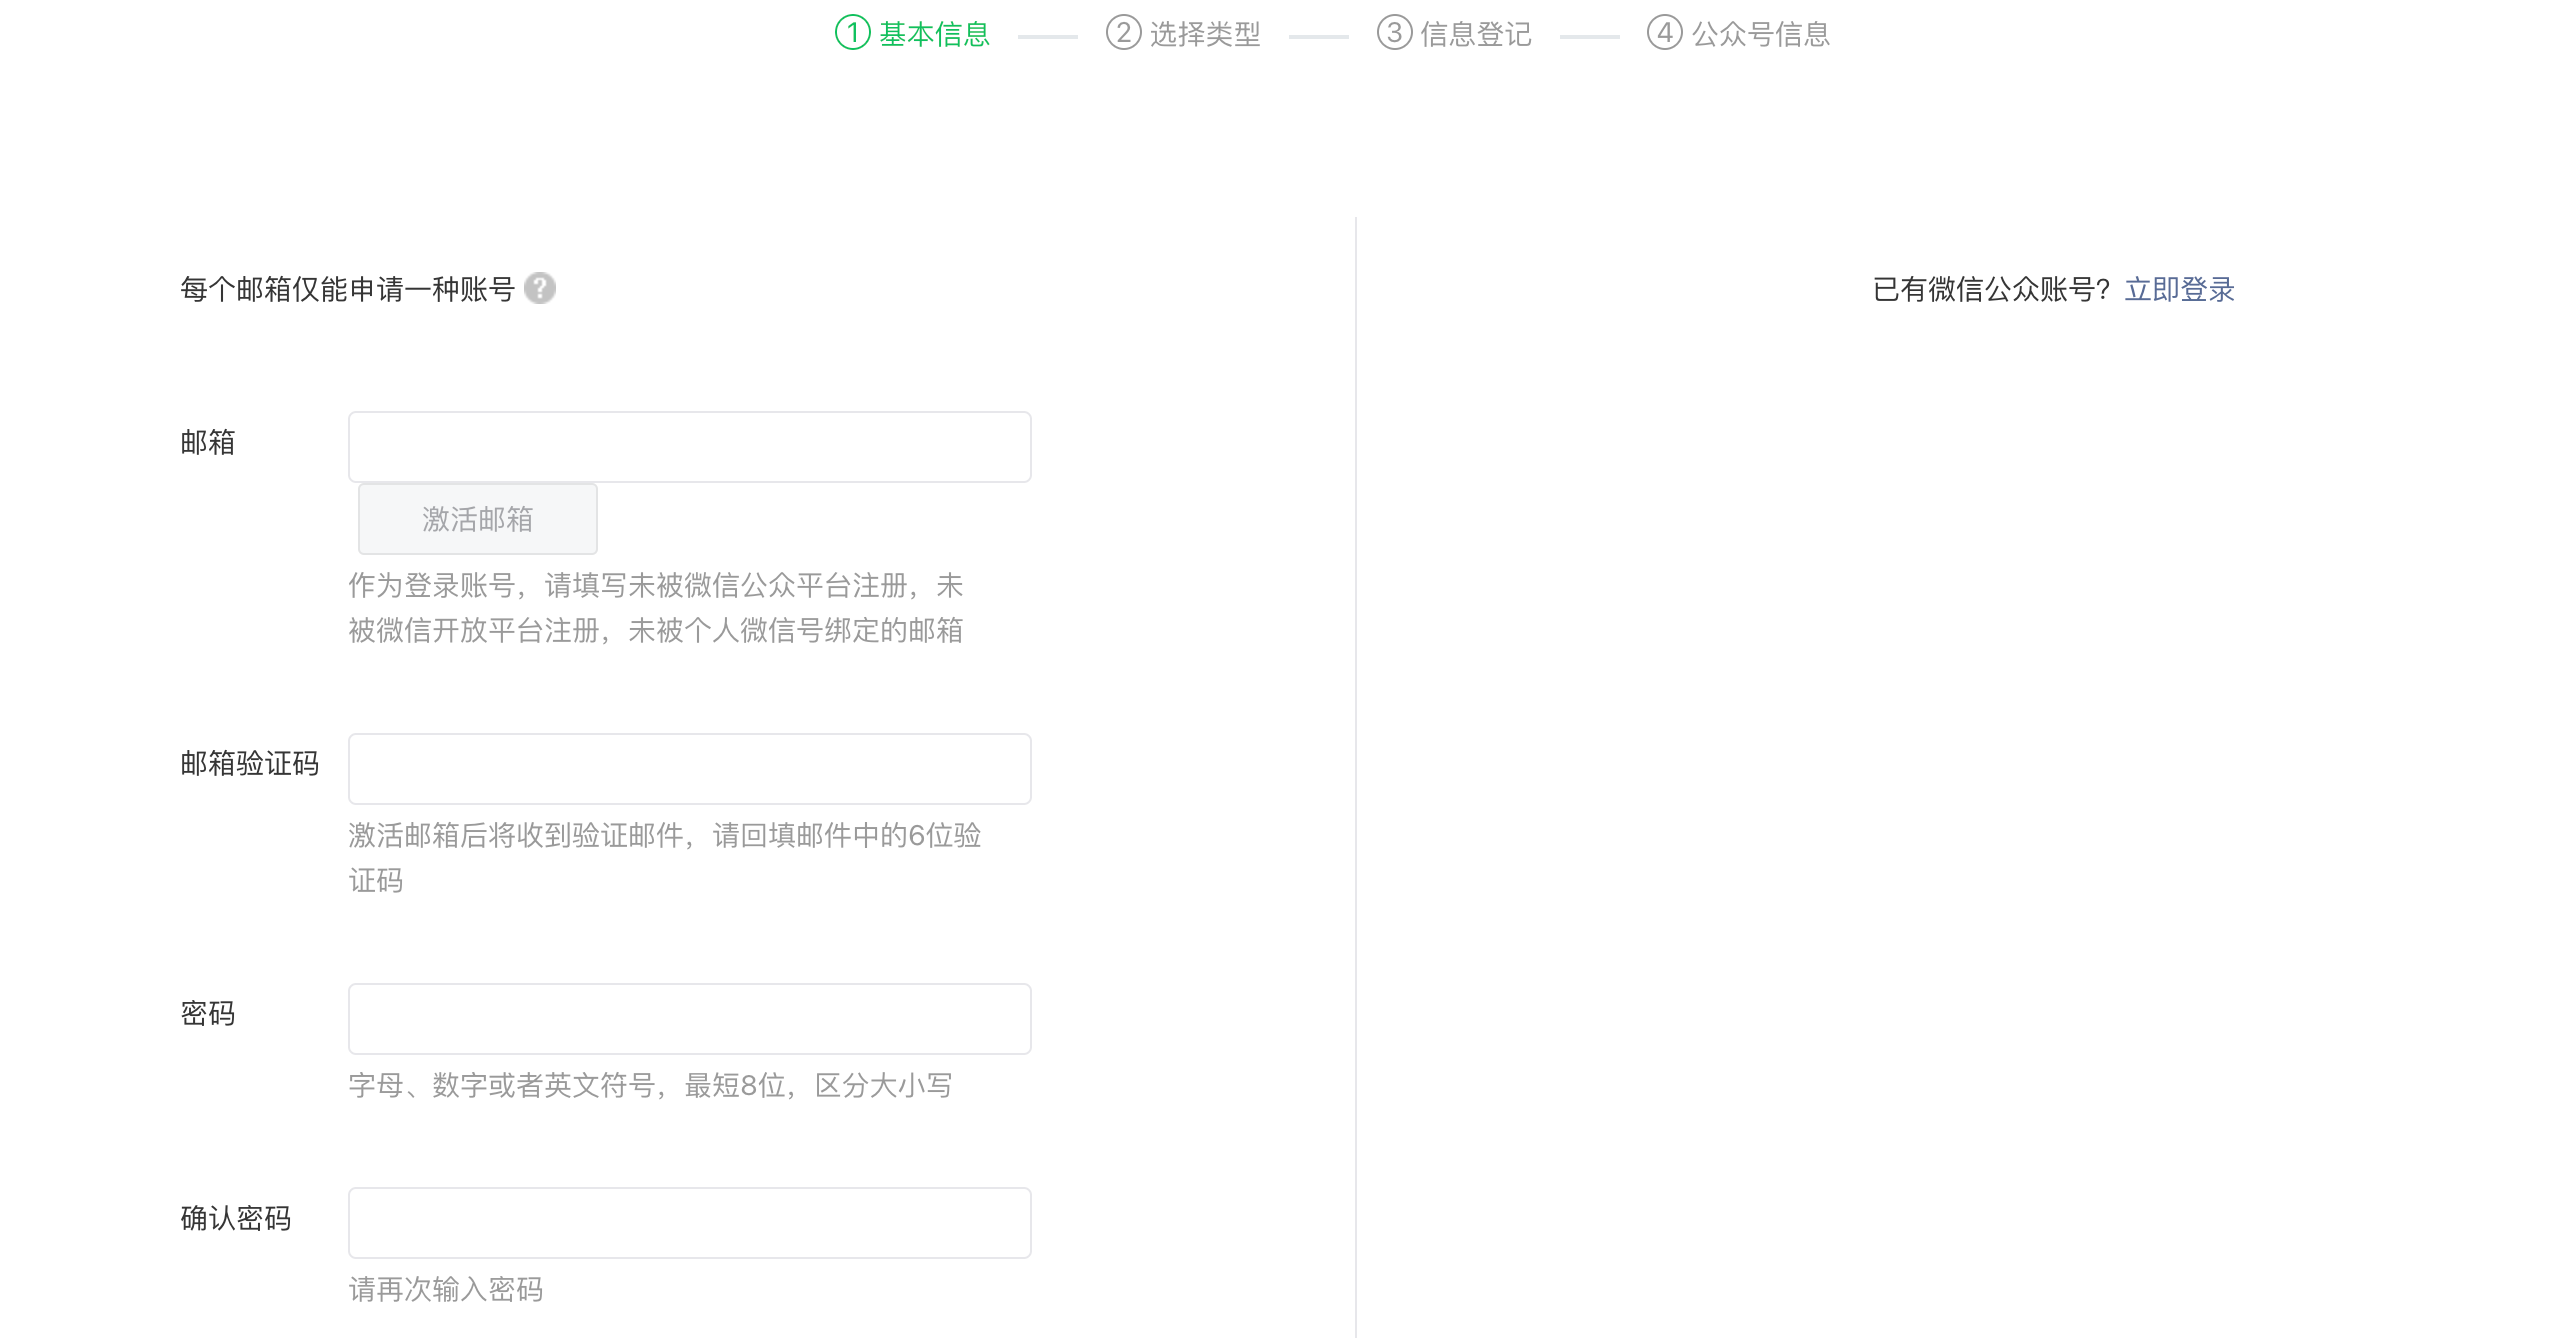 ① 基本信息 ② 选择类型 ③ 信息登记 ④ 公众号信息
每个邮箱仅能申请一种账号 ?
已有微信公众账号？立即登录
邮箱
激活邮箱
作为登录账号，请填写未被微信公众平台注册，未
被微信开放平台注册，未被个人微信号绑定的邮箱
邮箱验证码
激活邮箱后将收到验证邮件，请回填邮件中的6位验
证码
密码
字母、数字或者英文符号，最短8位，区分大小写
确认密码
请再次输入密码